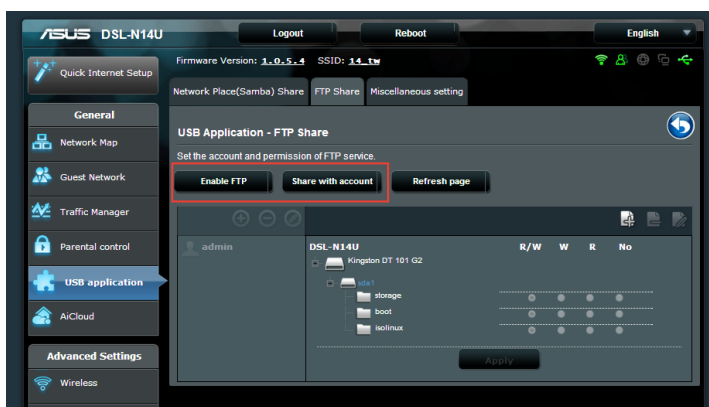 ASUS DSL-N14U Logout Reboot English
Quick Internet Setup
General
Network Map
Guest Network
Traffic Manager
Parental control
USB application
AiCloud
Advanced Settings
Wireless
Firmware Version: 1.0.5.4 SSID: 14_tw
Network Place(Samba) Share FTP Share Miscellaneous setting
USB Application - FTP Share
Set the account and permission of FTP service.
Enable FTP Share with account Refresh page
admin
DSL-N14U R/W W R No
Kingston DT 101 G2
sda1
storage
boot
isolinux
Apply